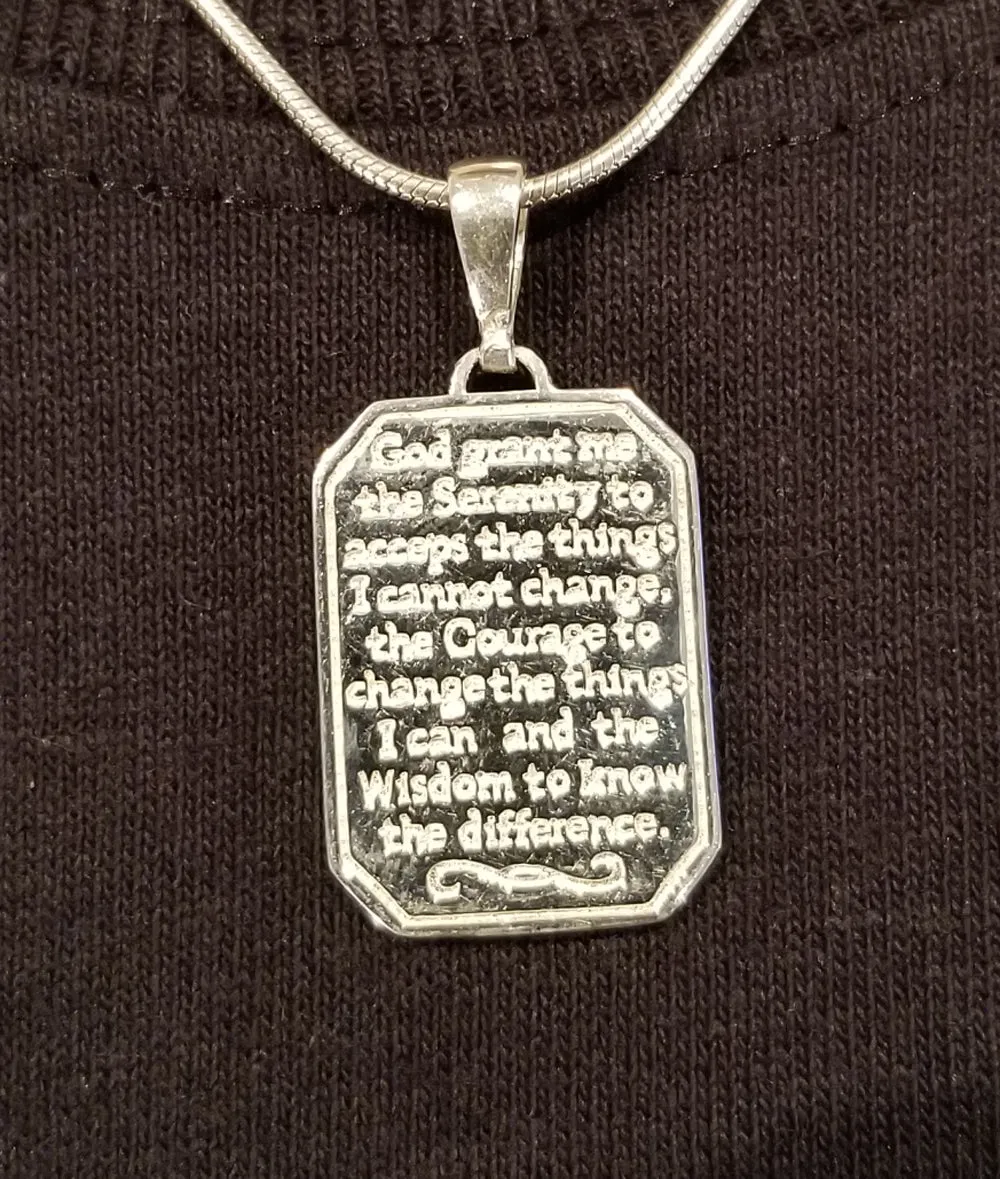 God grant me
the Serenity to
acceps the things
I cannot change,
the Courage to
change the things
I can and the
Wisdom to know
the difference.